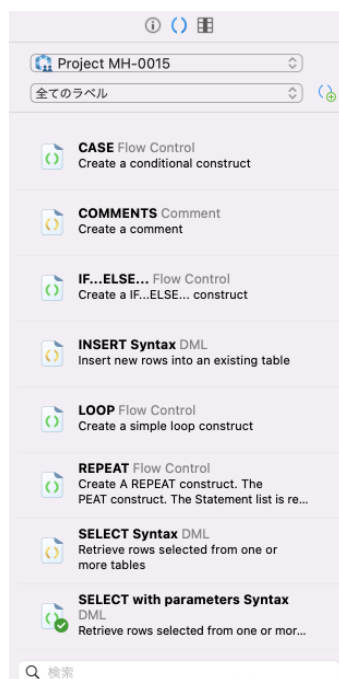 Project MH-0015
全てのラベル
CASE Flow Control
Create a conditional construct
COMMENTS Comment
Create a comment
IF...ELSE... Flow Control
Create a IF...ELSE... construct
INSERT Syntax DML
Insert new rows into an existing table
LOOP Flow Control
Create a simple loop construct
REPEAT Flow Control
Create A REPEAT construct. The
PEAT construct. The Statement list is re...
SELECT Syntax DML
Retrieve rows selected from one or
more tables
SELECT with parameters Syntax
DML
Retrieve rows selected from one or mor...
検索